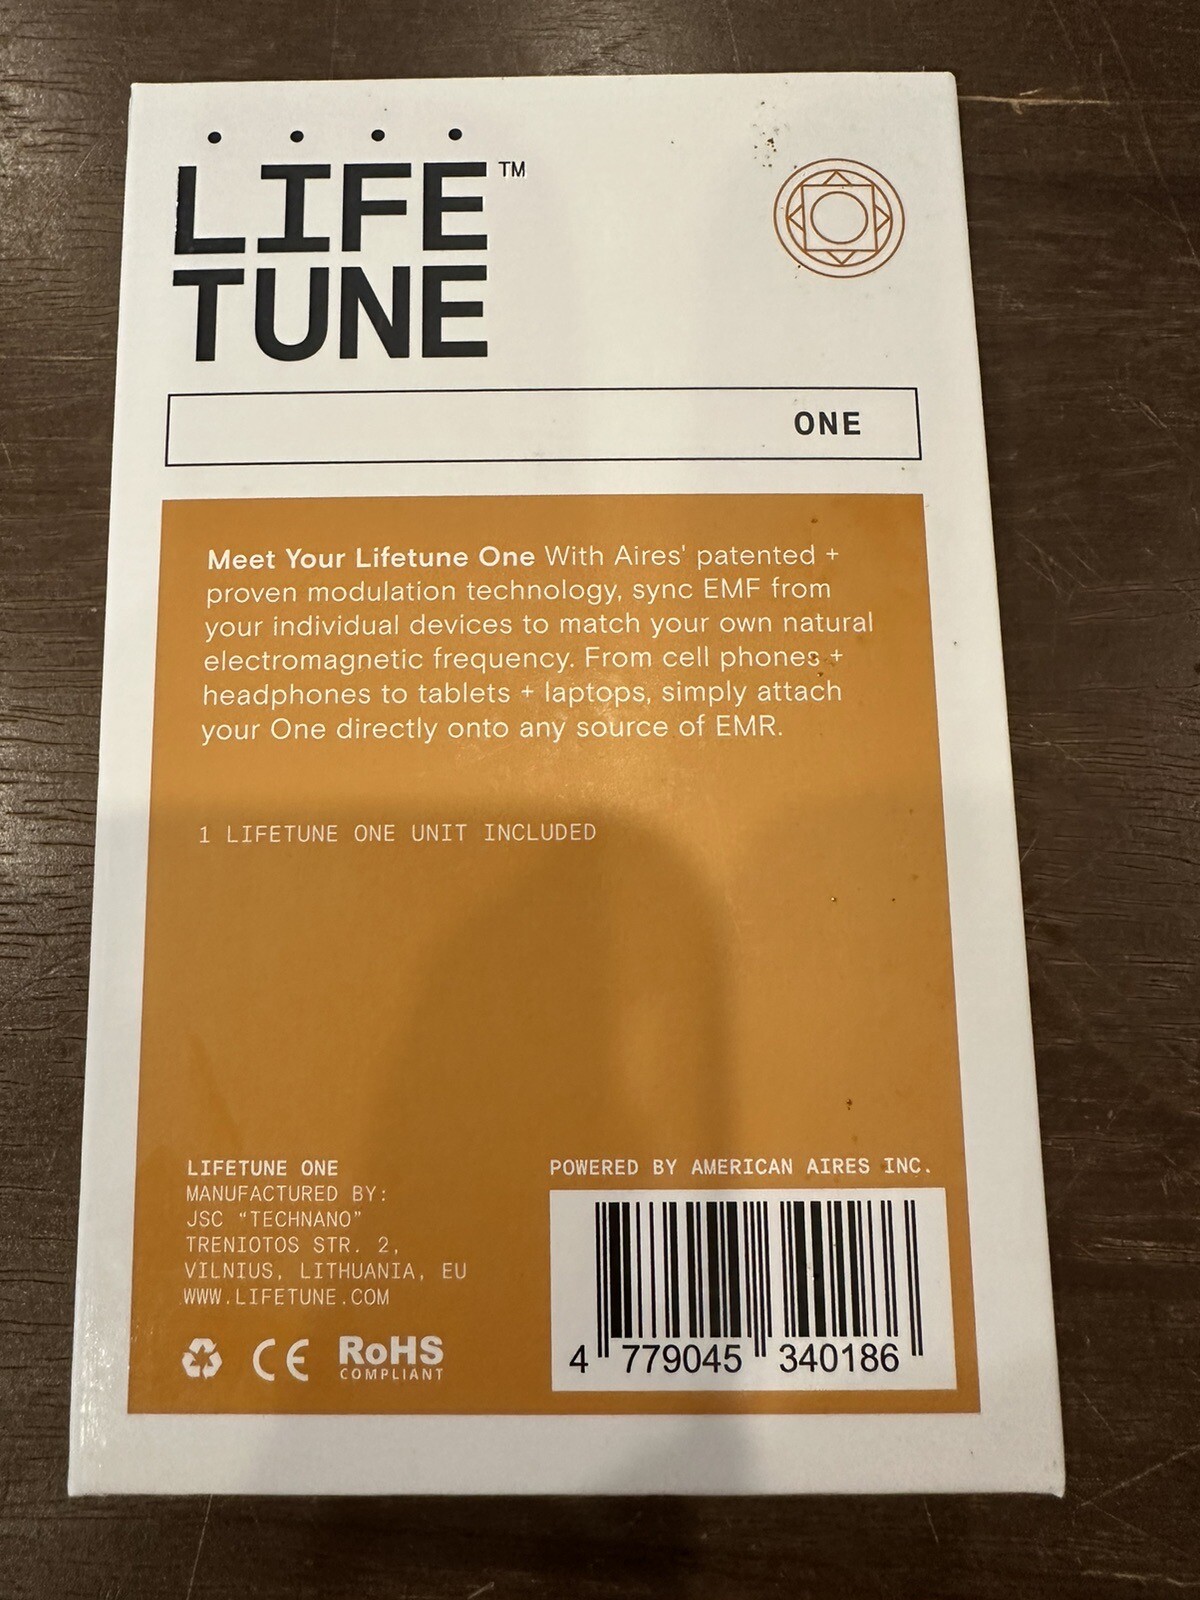 LIFE™
TUNE
ONE
Meet Your Lifetune One With Aires' patented +
proven modulation technology, sync EMF from
your individual devices to match your own natural
electromagnetic frequency. From cell phones +
headphones to tablets + laptops, simply attach
your One directly onto any source of EMR.
1 LIFETUNE ONE UNIT INCLUDED
LIFETUNE ONE
MANUFACTURED BY:
JSC “TECHNANO”
TRENIOTOS STR. 2,
VILNIUS, LITHUANIA, EU
WWW.LIFETUNE.COM
CE RoHS
COMPLIANT
POWERED BY AMERICAN AIRES INC.
4 779045 340186